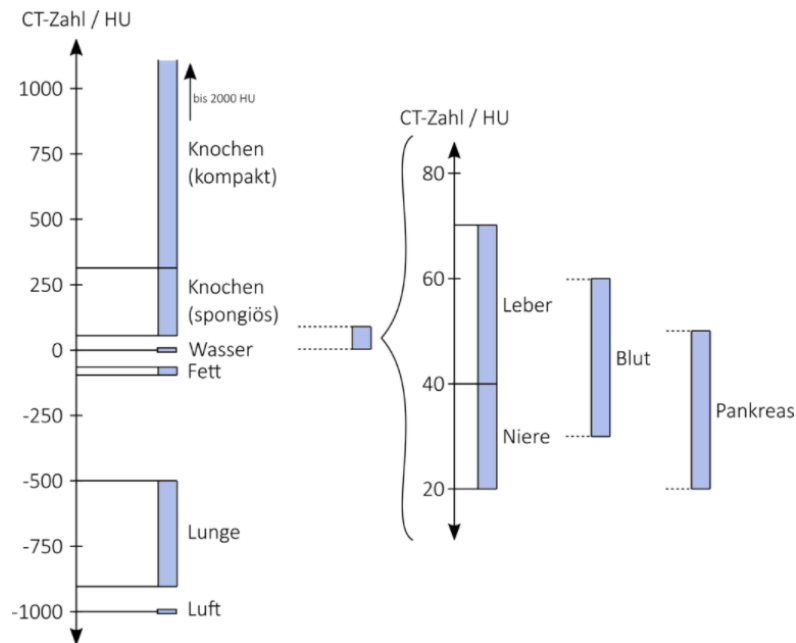 CT-Zahl / HU
1000
bis 2000 HU
750
Knochen
(kompakt)
500
250
Knochen
(spongiös)
0
Wasser
Fett
-250
-500
Lunge
-750
-1000
Luft
CT-Zahl / HU
80
60
Leber
Blut
40
Pankreas
Niere
20